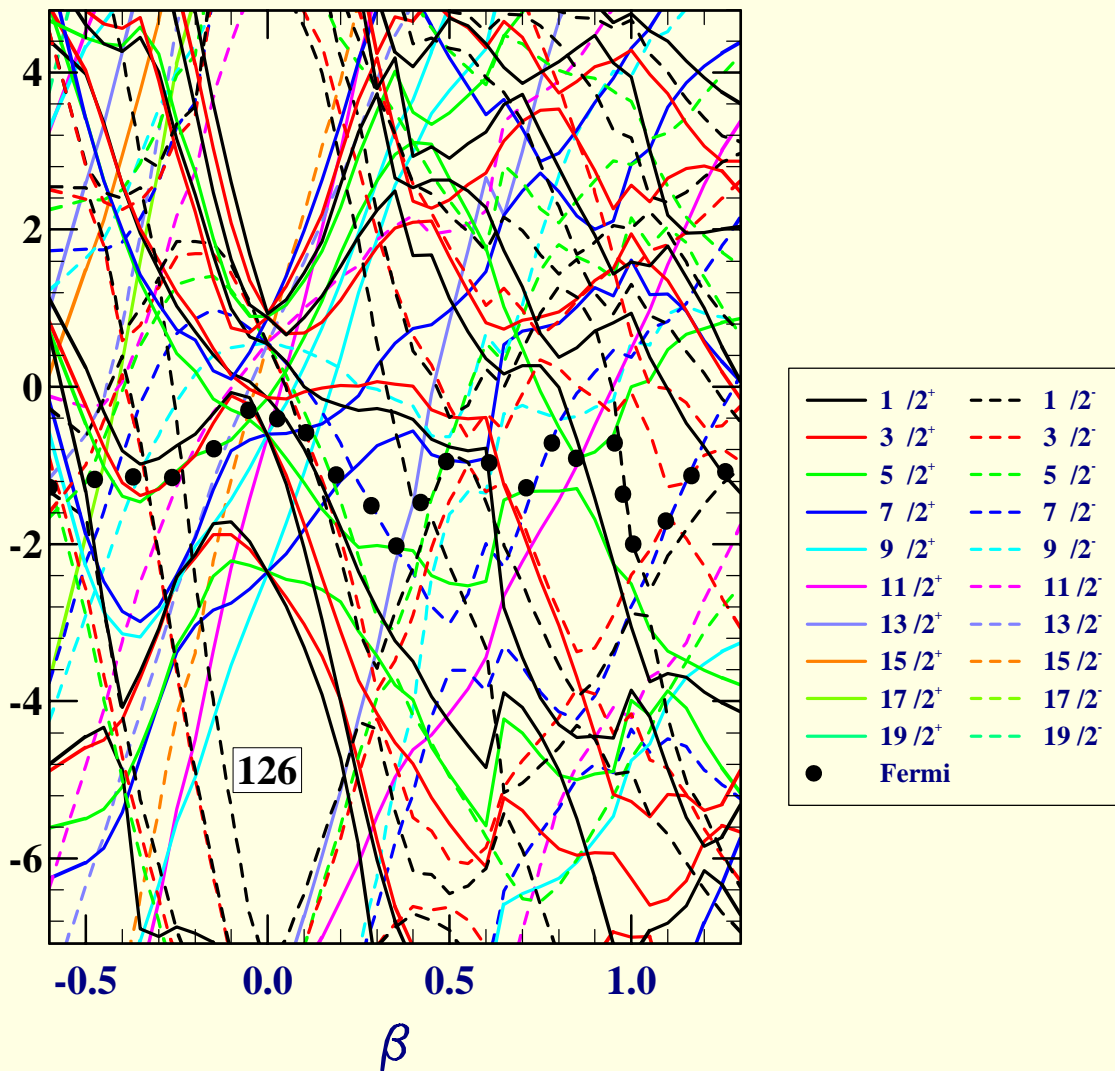 4
2
0
-2
-4
-6
126
-0.5 0.0 0.5 1.0
β
1 /2+ 1 /2-
3 /2+ 3 /2-
5 /2+ 5 /2-
7 /2+ 7 /2-
9 /2+ 9 /2-
11 /2+ 11 /2-
13 /2+ 13 /2-
15 /2+ 15 /2-
17 /2+ 17 /2-
19 /2+ 19 /2-
Fermi